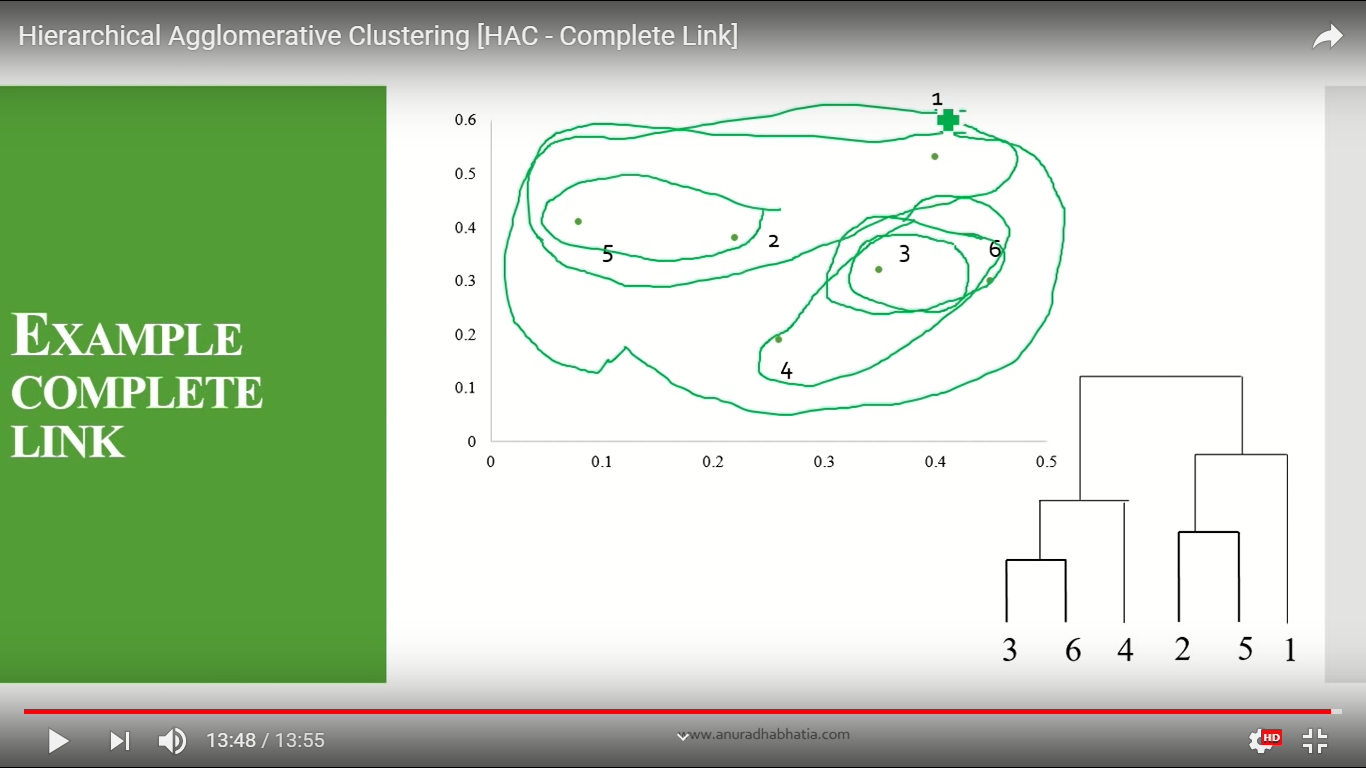 Hierarchical Agglomerative Clustering [HAC - Complete Link]
EXAMPLE
COMPLETE
LINK
1
0.6
0.5
0.4
0.3
0.2
0.1
0
0 0.1 0.2 0.3 0.4 0.5
5
2
3
6
4
3 6 4 2 5 1
13:48 / 13:55
www.anuradhabhatia.com
HD